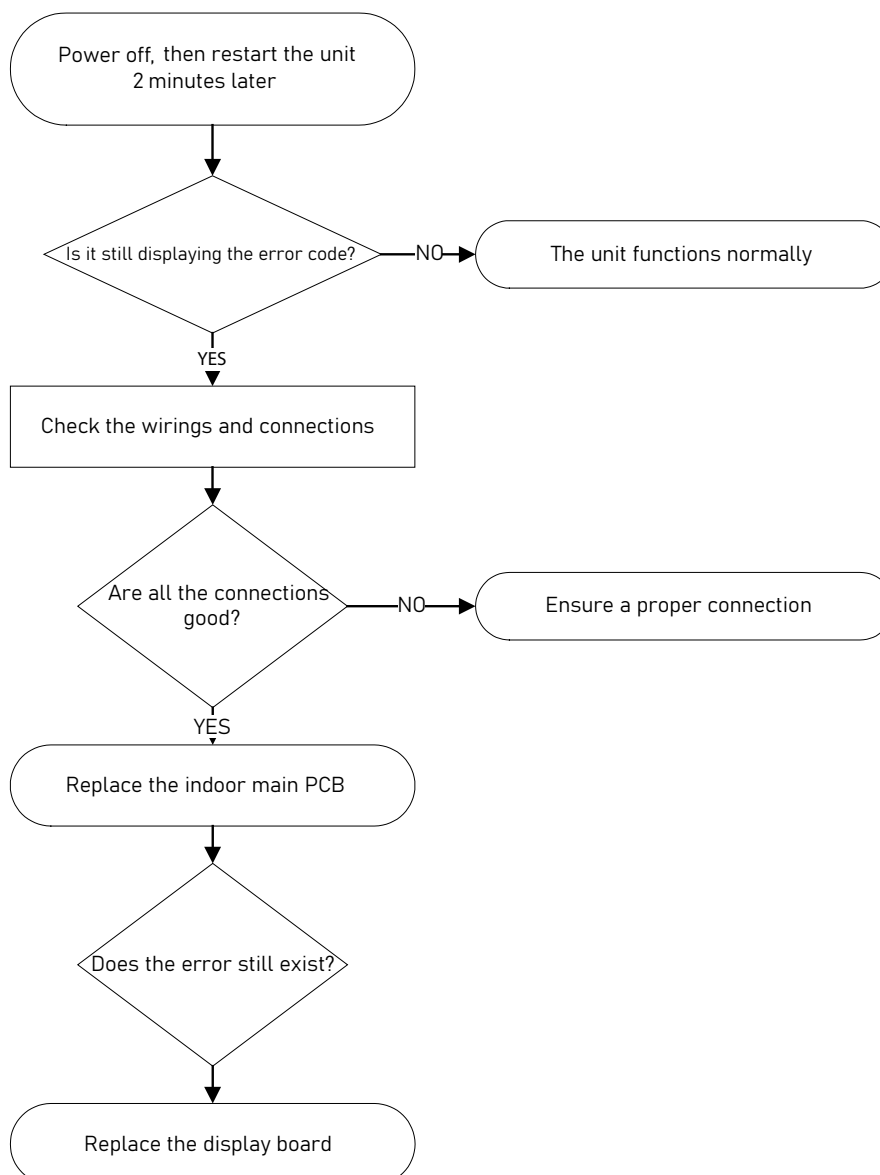 Power off, then restart the unit
2 minutes later
Is it still displaying the error code?
NO
The unit functions normally
YES
Check the wirings and connections
Are all the connections
good?
NO
Ensure a proper connection
YES
Replace the indoor main PCB
Does the error still exist?
Replace the display board